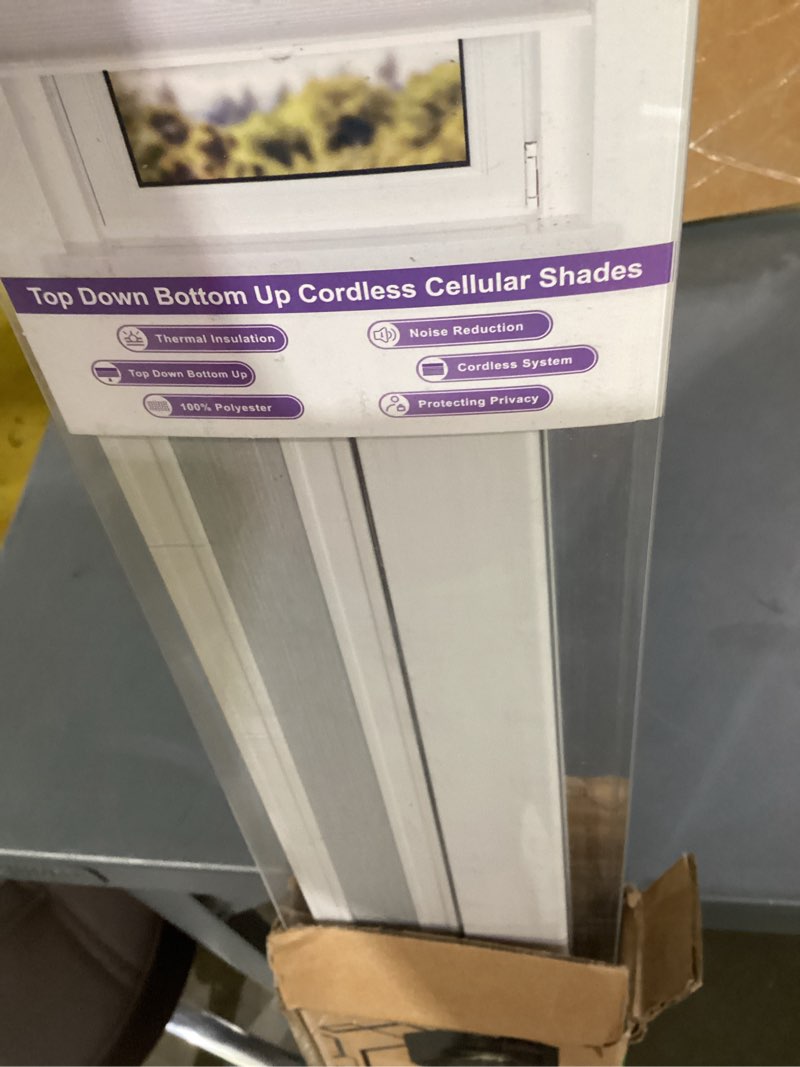 Top Down Bottom Up Cordless Cellular Shades
Thermal Insulation
Noise Reduction
Top Down Bottom Up
Cordless System
100% Polyester
Protecting Privacy